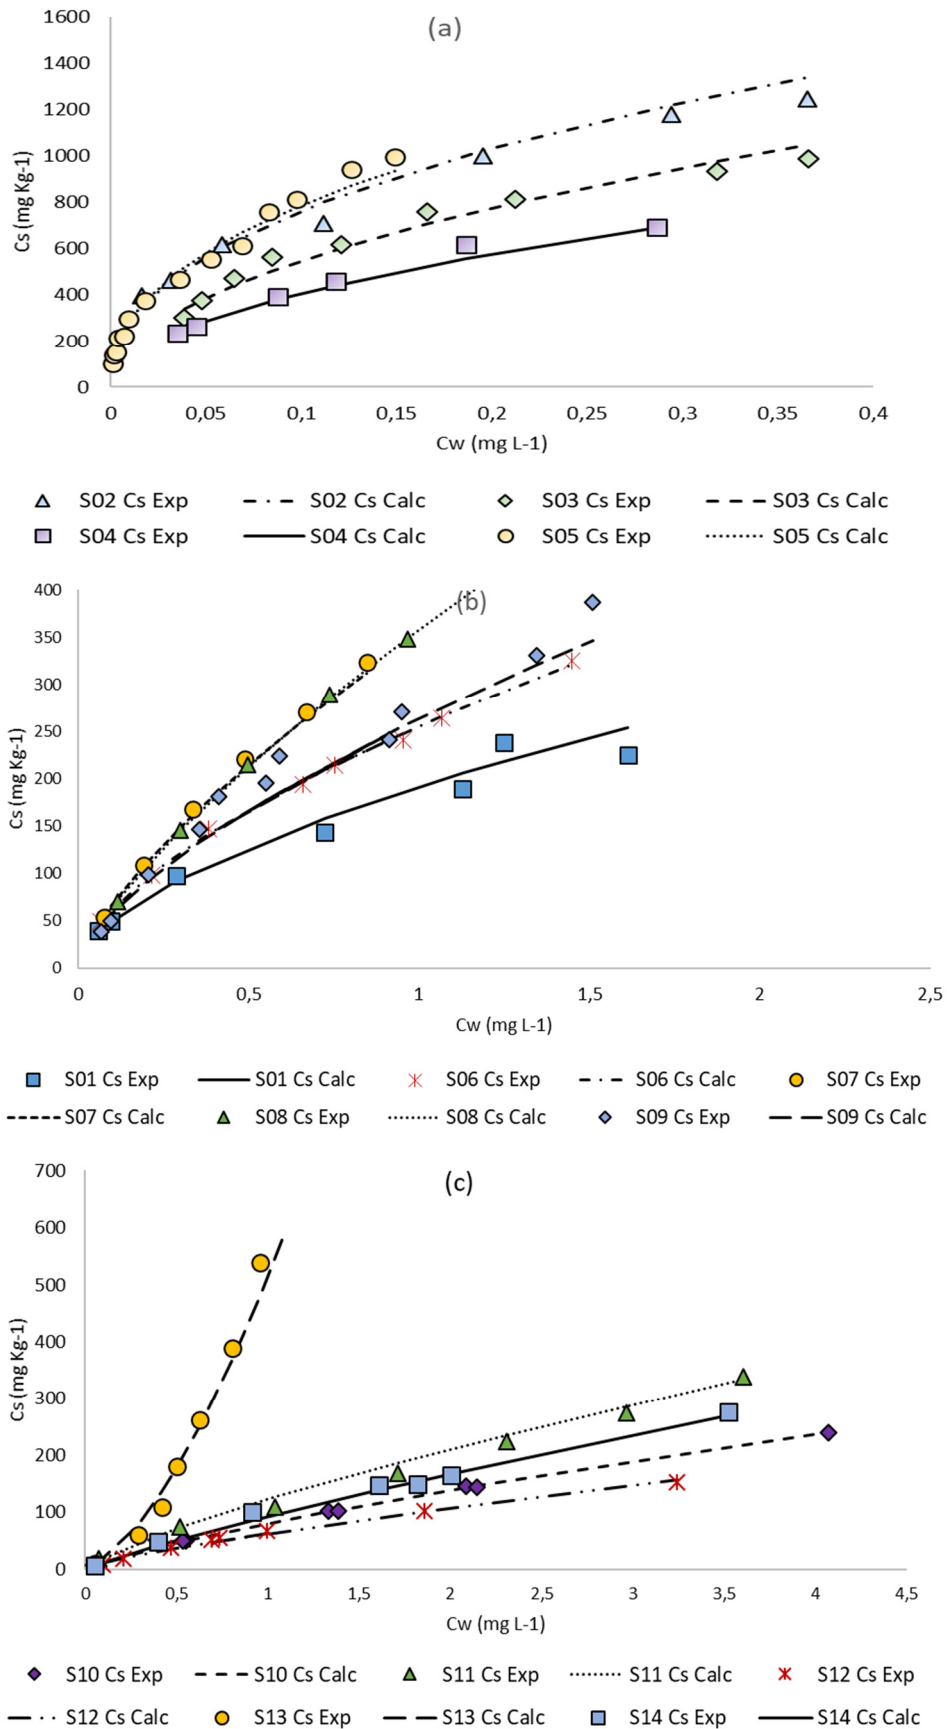 (a)
Cs (mg Kg-1)
1600
1400
1200
1000
800
600
400
200
0
0 0,05 0,1 0,15 0,2 0,25 0,3 0,35 0,4
Cw (mg L-1)
S02 Cs Exp S02 Cs Calc S03 Cs Exp S03 Cs Calc
S04 Cs Exp S04 Cs Calc S05 Cs Exp S05 Cs Calc
(b)
Cs (mg Kg-1)
400
350
300
250
200
150
100
50
0
0 0,5 1 1,5 2 2,5
Cw (mg L-1)
S01 Cs Exp S01 Cs Calc S06 Cs Exp S06 Cs Calc S07 Cs Exp
S07 Cs Calc S08 Cs Exp S08 Cs Calc S09 Cs Exp S09 Cs Calc
(c)
Cs (mg Kg-1)
700
600
500
400
300
200
100
0
0 0,5 1 1,5 2 2,5 3 3,5 4 4,5
Cw (mg L-1)
S10 Cs Exp S10 Cs Calc S11 Cs Exp S11 Cs Calc S12 Cs Exp
S12 Cs Calc S13 Cs Exp S13 Cs Calc S14 Cs Exp S14 Cs Calc